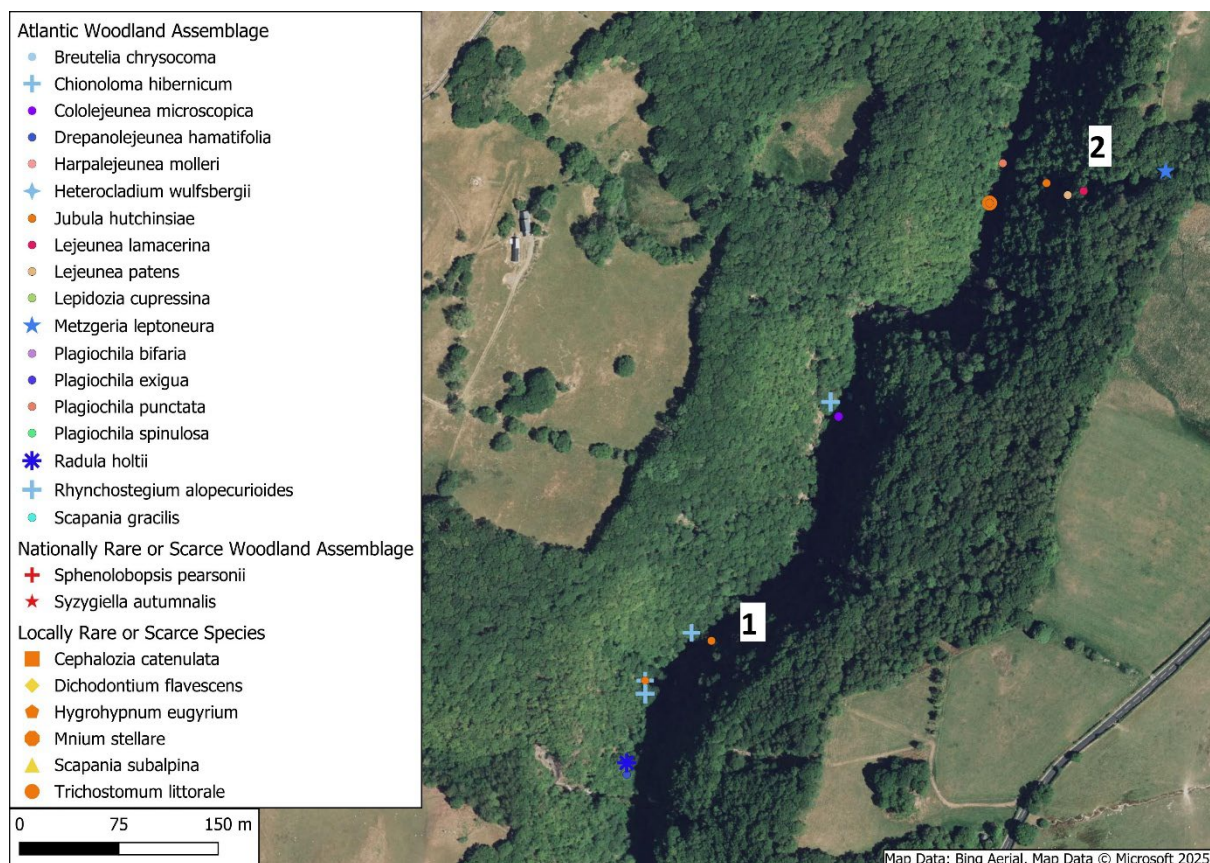 Atlantic Woodland Assemblage
Breutelia chrysocoma
Chionoloma hibernicum
Cololejeunea microscopica
Drepanolejeunea hamatifolia
Harpalejeunea molleri
Heterocladium wulfsbergii
Jubula hutchinsiae
Lejeunea lamacerina
Lejeunea patens
Lepidozia cupressina
Metzgeria leptoneura
Plagiochila bifaria
Plagiochila exigua
Plagiochila punctata
Plagiochila spinulosa
Radula holtii
Rhynchostegium alopecurioides
Scapania gracilis
Nationally Rare or Scarce Woodland Assemblage
Sphenolobopsis pearsonii
Syzygiella autumnalis
Locally Rare or Scarce Species
Cephalozia catenulata
Dichodontium flavescens
Hygrohypnum eugyrium
Mnium stellare
Scapania subalpina
Trichostomum littorale
0 75 150 m
2
1
Map Data: Bing Aerial, Map Data © Microsoft 2025